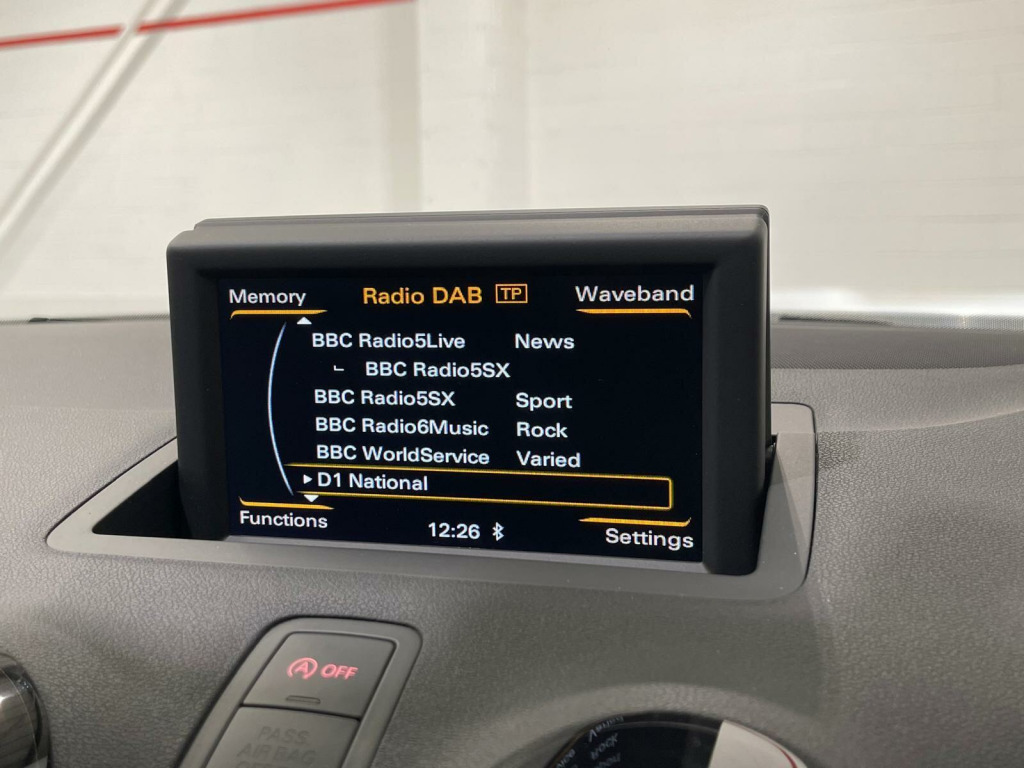 Memory Radio DAB TP Waveband
BBC Radio5Live News
BBC Radio5SX
BBC Radio5SX Sport
BBC Radio6Music Rock
BBC WorldService Varied
D1 National
Functions 12:26 Settings
A OFF
PASS
AIR BAG